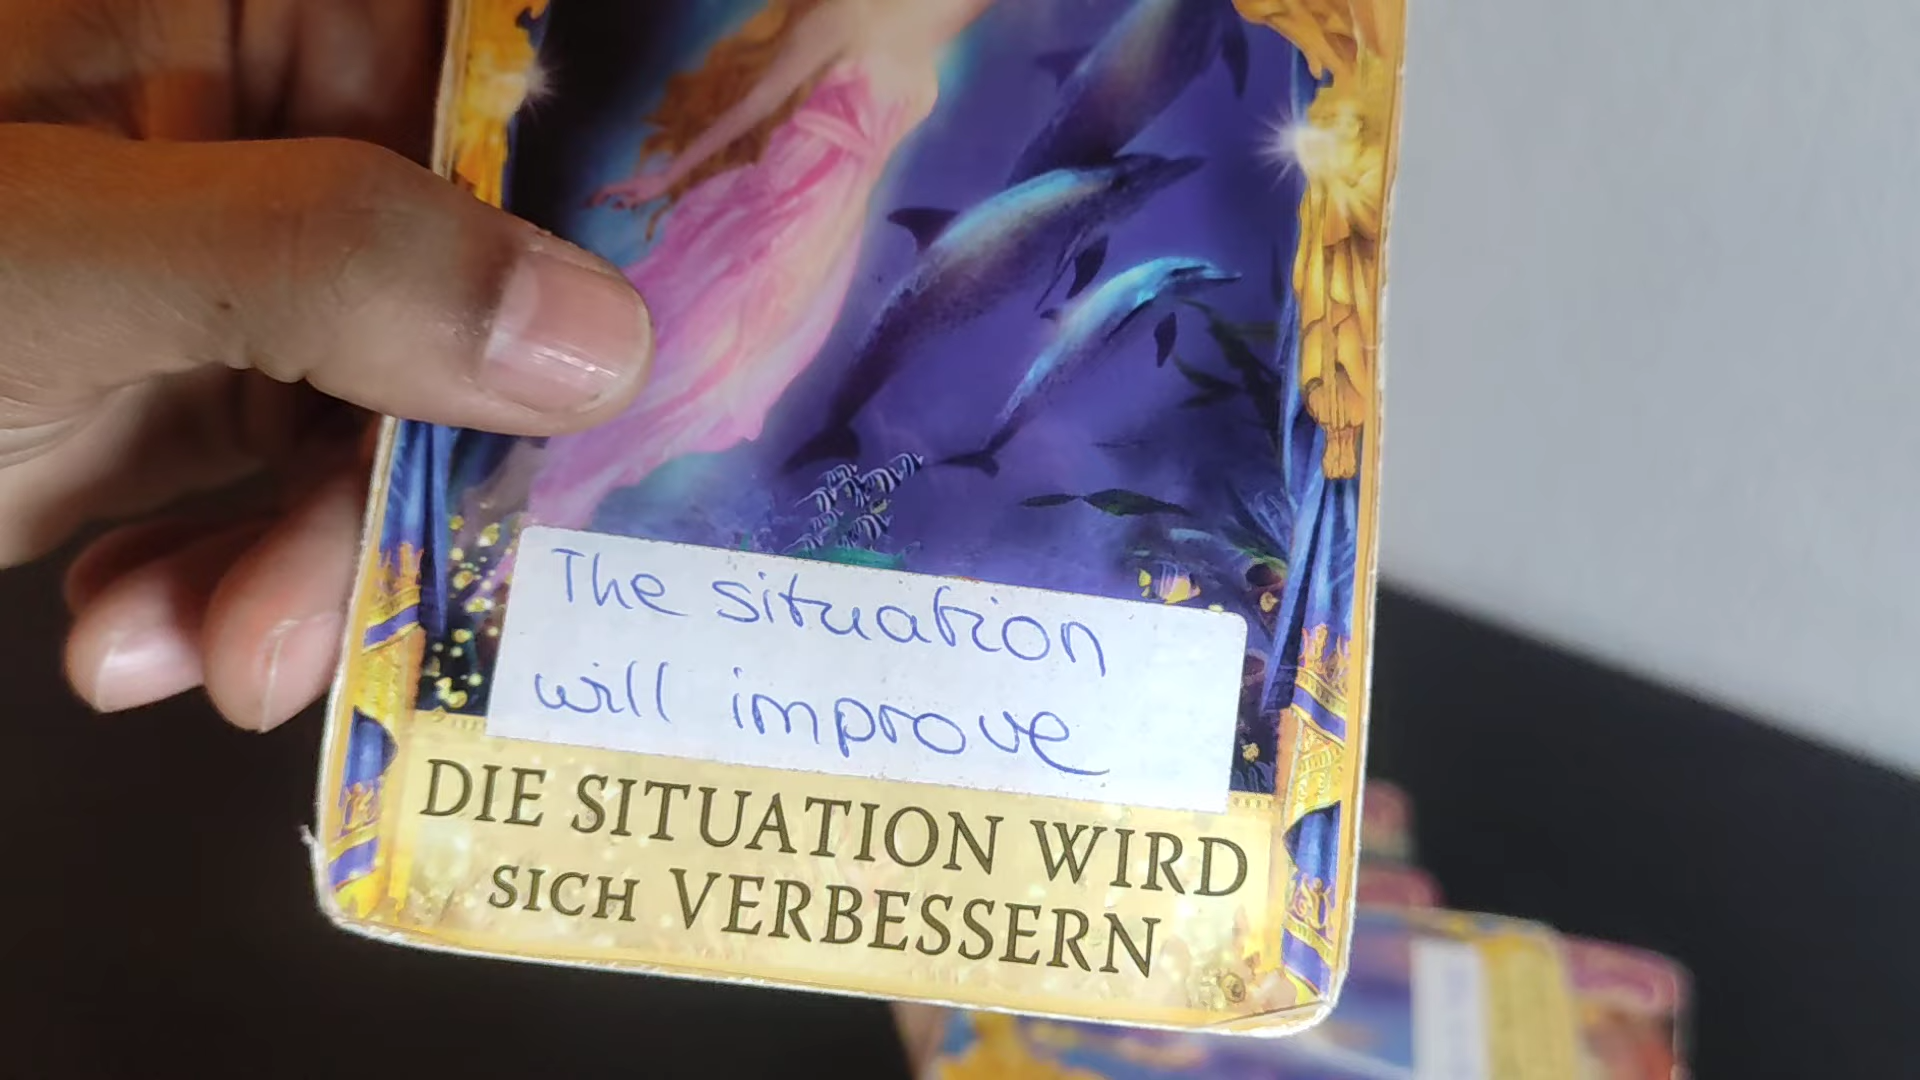 The situation
will improve
DIE SITUATION WIRD
SICH VERBESSERN